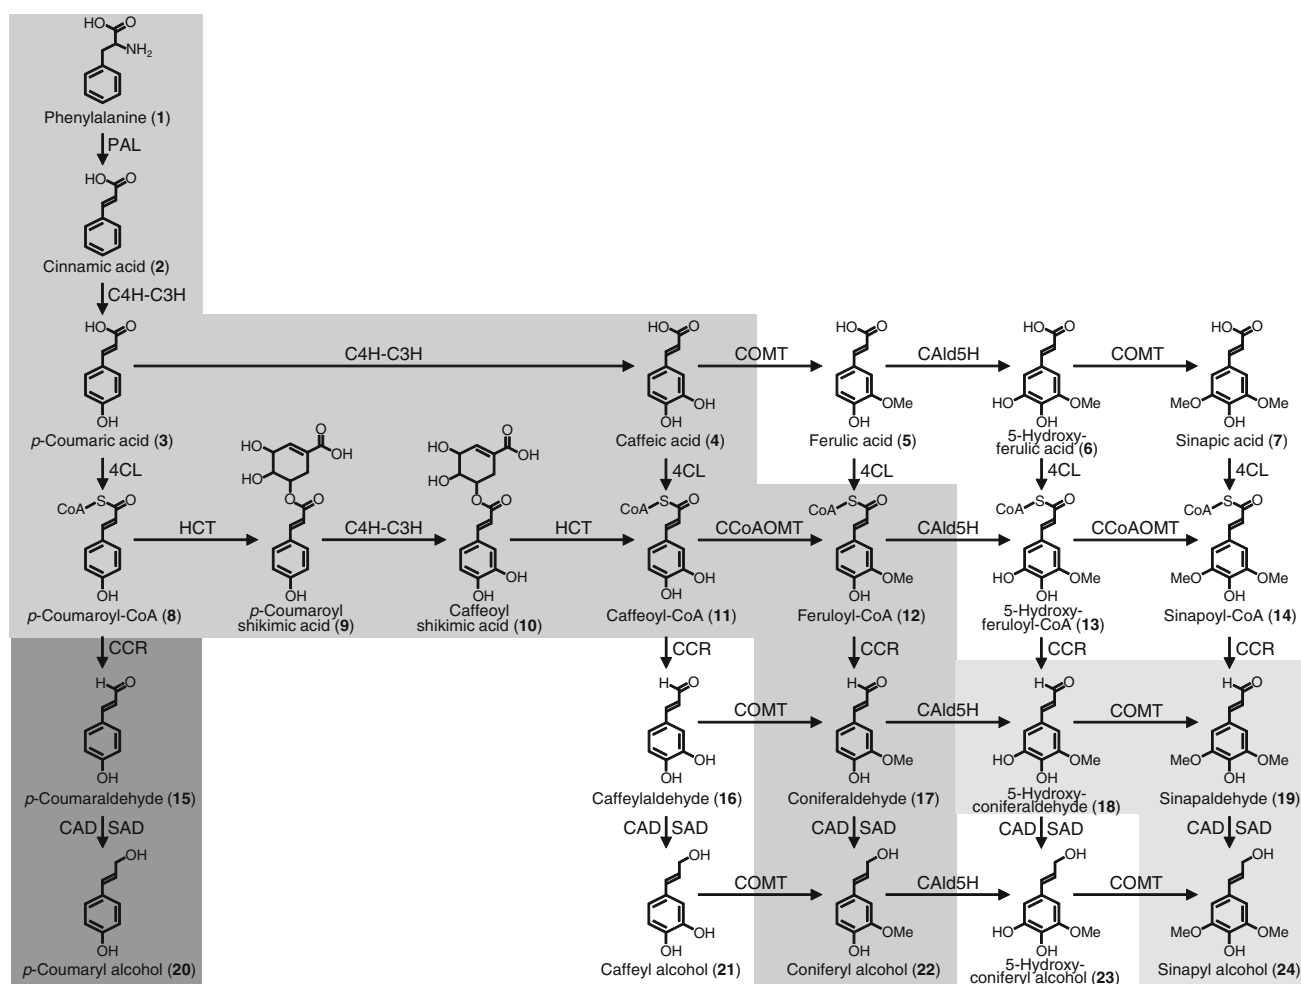 HO
O
NH2
Phenylalanine (1)
PAL
HO
O
Cinnamic acid (2)
C4H-C3H
HO O
HO O
HO O
HO O
HO O
C4H-C3H
COMT
CAld5H
COMT
OH
OH
OH
OMe
OH
HO
OMe
OH
MeO
OMe
OH
p-Coumaric acid (3)
Caffeic acid (4)
Ferulic acid (5)
5-Hydroxy-
ferulic acid (6)
Sinapic acid (7)
HO
HO
O
OH
O
O
HO
HO
O
OH
O
O
4CL
4CL
4CL
4CL
4CL
CoA S O
CoA S O
CoA S O
CoA S O
CoA S O
HCT
C4H-C3H
HCT
CCoAOMT
CAld5H
CCoAOMT
OH
OH
OH
OH
OH
OH
OMe
OH
HO
OMe
OH
MeO
OMe
OH
p-Coumaroyl-CoA (8)
p-Coumaroyl
shikimic acid (9)
Caffeoyl
shikimic acid (10)
Caffeoyl-CoA (11)
Feruloyl-CoA (12)
5-Hydroxy-
feruloyl-CoA (13)
Sinapoyl-CoA (14)
CCR
CCR
CCR
CCR
CCR
H O
H O
H O
H O
H O
COMT
CAld5H
COMT
OH
OH
OH
OMe
OH
HO
OMe
OH
MeO
OMe
OH
p-Coumaraldehyde (15)
Caffeylaldehyde (16)
Coniferaldehyde (17)
5-Hydroxy-
coniferaldehyde (18)
Sinapaldehyde (19)
CAD SAD
CAD SAD
CAD SAD
CAD SAD
CAD SAD
OH
OH
OH
OH
OH
COMT
CAld5H
COMT
OH
OH
OH
OMe
OH
HO
OMe
OH
MeO
OMe
OH
p-Coumaryl alcohol (20)
Caffeyl alcohol (21)
Coniferyl alcohol (22)
5-Hydroxy-
coniferyl alcohol (23)
Sinapyl alcohol (24)